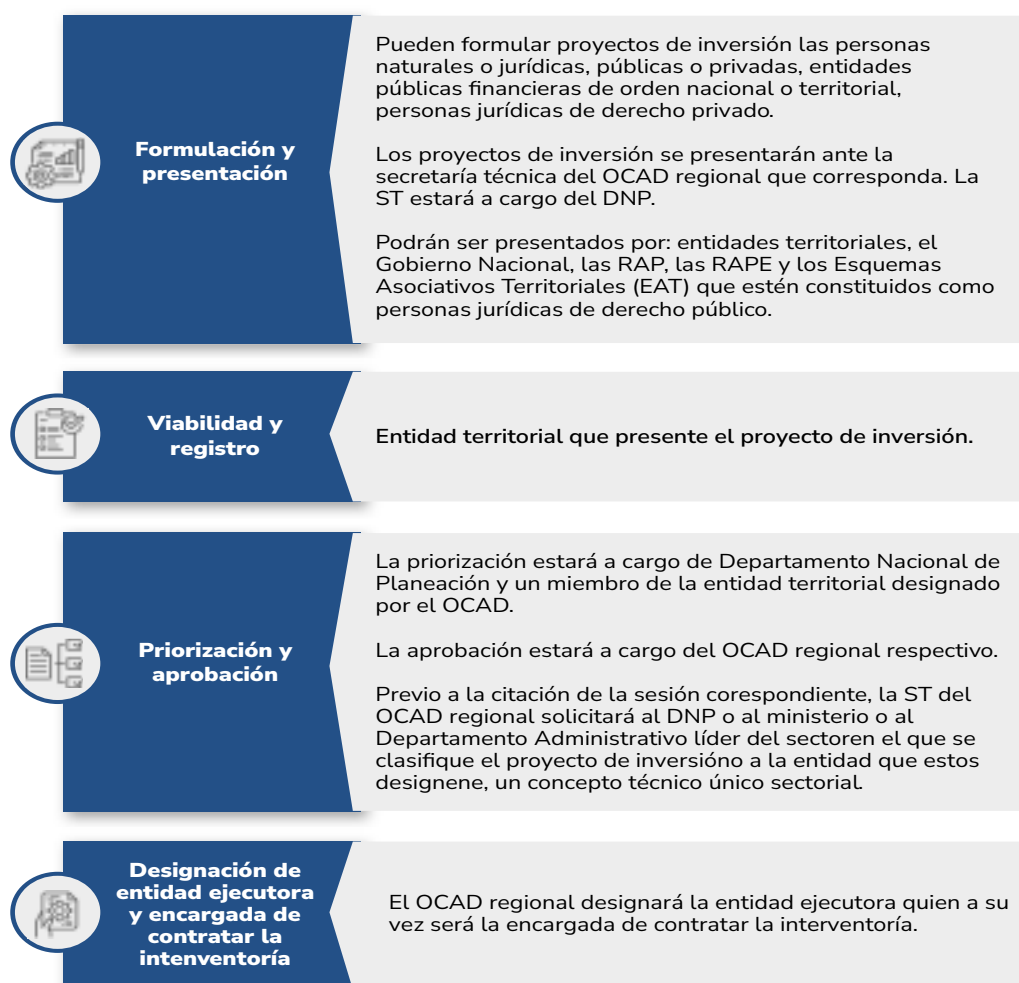 Formulación y
presentación
Pueden formular proyectos de inversión las personas
naturales o jurídicas, públicas o privadas, entidades
públicas financieras de orden nacional o territorial,
personas jurídicas de derecho privado.
Los proyectos de inversión se presentarán ante la
secretaría técnica del OCAD regional que corresponda. La
ST estará a cargo del DNP.
Podrán ser presentados por: entidades territoriales, el
Gobierno Nacional, las RAP, las RAPE y los Esquemas
Asociativos Territoriales (EAT) que estén constituidos como
personas jurídicas de derecho público.
Viabilidad y
registro
Entidad territorial que presente el proyecto de inversión.
Priorización y
aprobación
La priorización estará a cargo de Departamento Nacional de
Planeación y un miembro de la entidad territorial designado
por el OCAD.
La aprobación estará a cargo del OCAD regional respectivo.
Previo a la citación de la sesión corespondiente, la ST del
OCAD regional solicitará al DNP o al ministerio o al
Departamento Administrativo líder del sectoren el que se
clasifique el proyecto de inversióno a la entidad que estos
designene, un concepto técnico único sectorial.
Designación de
entidad ejecutora
y encargada de
contratar la
intenventoría
El OCAD regional designará la entidad ejecutora quien a su
vez será la encargada de contratar la interventoría.